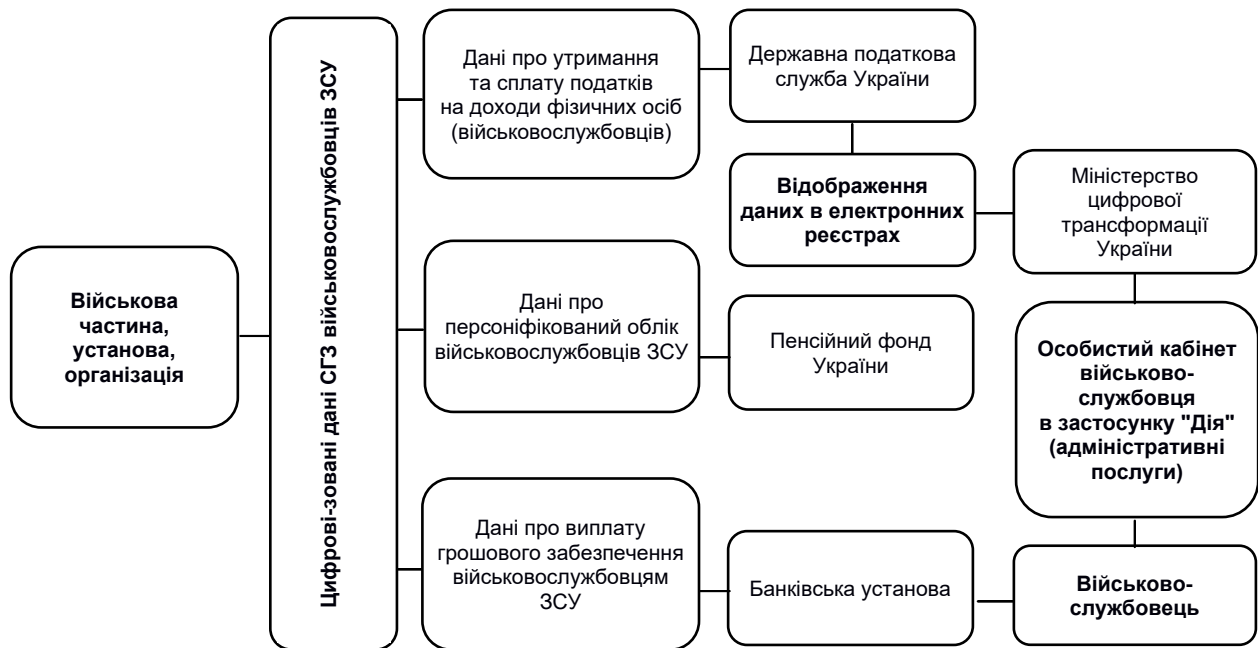 Військова
частина,
установа,
організація
Цифрові-зовані дані СГЗ військовослужбовців ЗСУ
Дані про утримання
та сплату податків
на доходи фізичних осіб
(військовослужбовців)
Державна податкова
служба України
Відображення
даних в електронних
реєстрах
Міністерство
цифрової
трансформації
України
Дані про
персоніфікований облік
військовослужбовців ЗСУ
Пенсійний фонд
України
Особистий кабінет
військово-
службовця
в застосунку "Дія"
(адміністративні
послуги)
Дані про виплату
грошового забезпечення
військовослужбовцям
ЗСУ
Банківська установа
Військово-
службовець